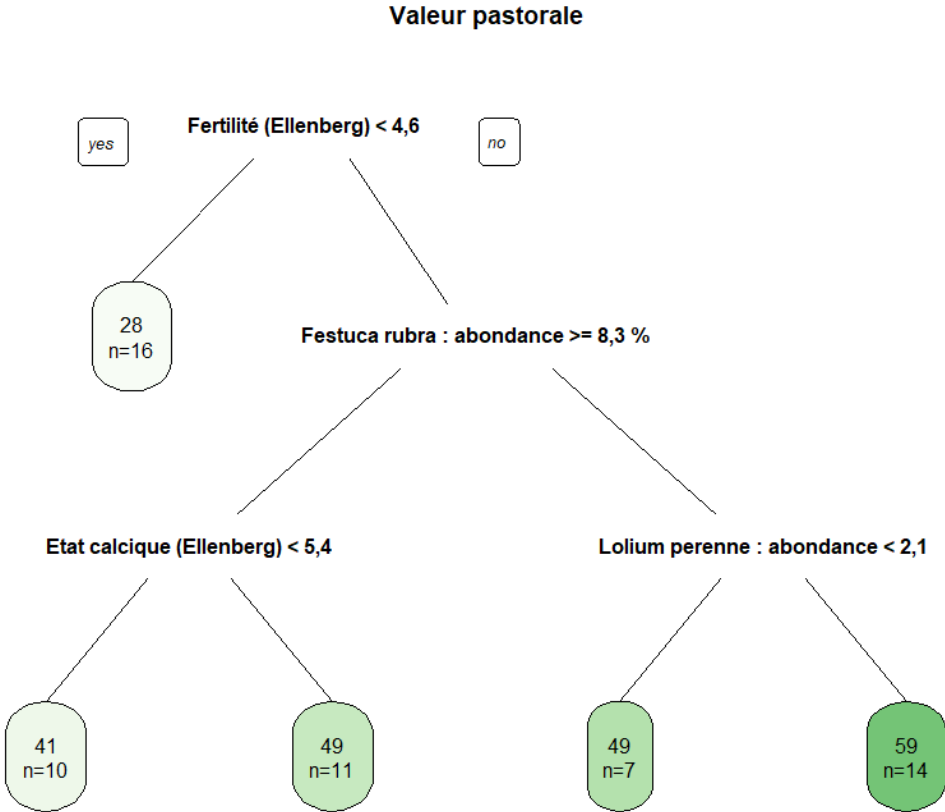 Valeur pastorale
yes
Fertilité (Ellenberg) < 4,6
no
28
n=16
Festuca rubra : abondance >= 8,3 %
Etat calcique (Ellenberg) < 5,4
Lolium perenne : abondance < 2,1
41
n=10
49
n=11
49
n=7
59
n=14